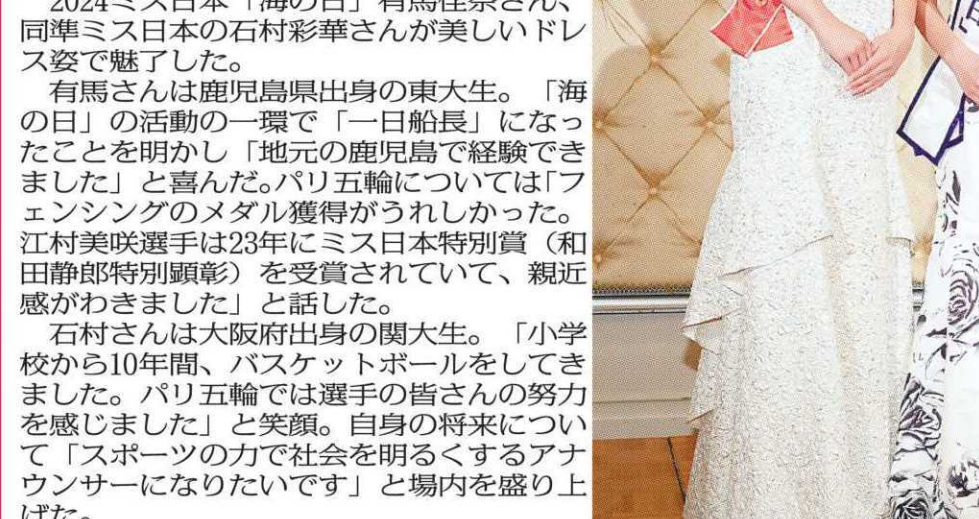 2024ミス日本「海の日」有馬佳奈さん、
同準ミス日本の石村彩華さんが美しいドレ
ス姿で魅了した。
有馬さんは鹿児島県出身の東大生。「海
の日」の活動の一環で「一日船長」になっ
たことを明かし「地元の鹿児島で経験でき
ました」と喜んだ。パリ五輪については「フ
ェンシングのメダル獲得がうれしかった。
江村美咲選手は23年にミス日本特別賞（和
田静郎特別顕彰）を受賞されていて、親近
感がわきました」と話した。
石村さんは大阪府出身の関大生。「小学
校から10年間、バスケットボールをしてき
ました。パリ五輪では選手の皆さんの努力
を感じました」と笑顔。自身の将来につい
て「スポーツの力で社会を明るくするアナ
ウンサーになりたいです」と場内を盛り上
げた。